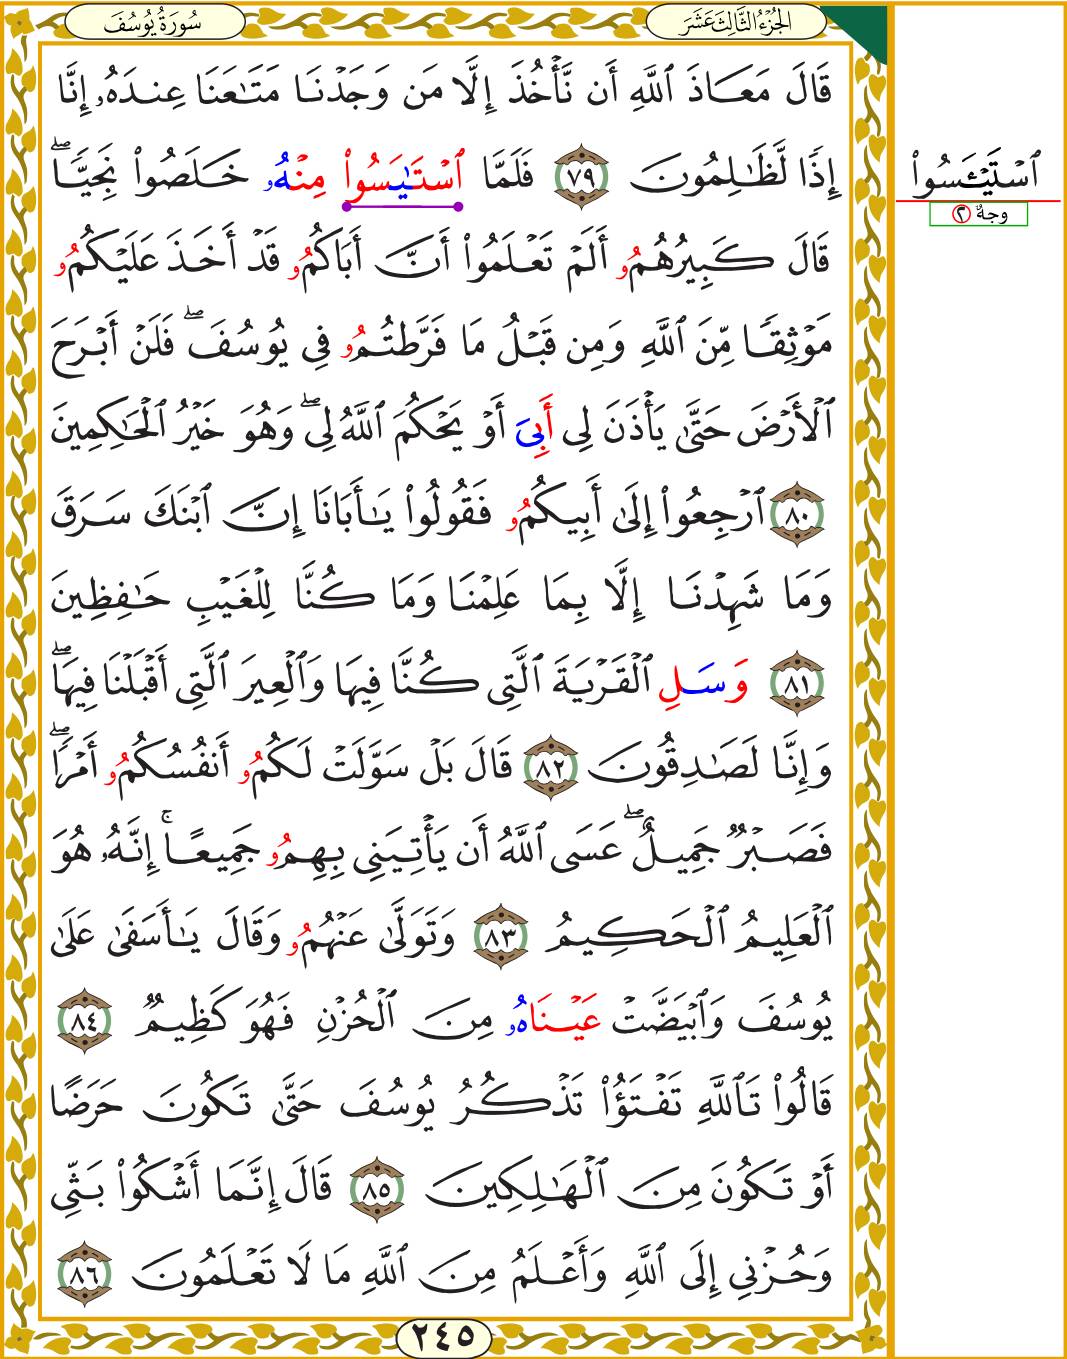 الجُزْءُ الثَّالِثَ عَشَرَ
سُورَةُ يُوسُفَ
قَالَ مَعَاذَ ٱللَّهِ أَن نَّأْخُذَ إِلَّا مَن وَجَدْنَا مَتَٰعَنَا عِندَهُۥ إِنَّا
إِذًا لَّظَٰلِمُونَ ٧٩ فَلَمَّا ٱسْتَٰيَسُواْ مِنْهُۥ خَلَصُواْ نَجِيًّاۖ
قَالَ كَبِيرُهُمُۥ أَلَمْ تَعْلَمُواْ أَنَّ أَبَاكُمُۥ قَدْ أَخَذَ عَلَيْكُمُۥ
مَوْثِقًا مِّنَ ٱللَّهِ وَمِن قَبْلُ مَا فَرَّطتُمُۥ فِي يُوسُفَۖ فَلَنْ أَبْرَحَ
ٱلْأَرْضَ حَتَّىٰ يَأْذَنَ لِي أَبِيَ أَوْ يَحْكُمَ ٱللَّهُ لِيۖ وَهُوَ خَيْرُ ٱلْحَٰكِمِينَ
٨٠ ٱرْجِعُواْ إِلَىٰ أَبِيكُمُۥ فَقُولُواْ يَٰأَبَانَا إِنَّ ٱبْنَكَ سَرَقَ
وَمَا شَهِدْنَا إِلَّا بِمَا عَلِمْنَا وَمَا كُنَّا لِلْغَيْبِ حَٰفِظِينَ
٨١ وَسَلِ ٱلْقَرْيَةَ ٱلَّتِي كُنَّا فِيهَا وَٱلْعِيرَ ٱلَّتِي أَقْبَلْنَا فِيهَاۖ
وَإِنَّا لَصَٰدِقُونَ ٨٢ قَالَ بَلْ سَوَّلَتْ لَكُمُۥ أَنفُسُكُمُۥ أَمْرًاۖ
فَصَبْرٌ جَمِيلٌۖ عَسَى ٱللَّهُ أَن يَأْتِيَنِي بِهِمُۥ جَمِيعًاۚ إِنَّهُۥ هُوَ
ٱلْعَلِيمُ ٱلْحَكِيمُ ٨٣ وَتَوَلَّىٰ عَنْهُمُۥ وَقَالَ يَٰأَسَفَىٰ عَلَىٰ
يُوسُفَ وَٱبْيَضَّتْ عَيْنَاهُۥ مِنَ ٱلْحُزْنِ فَهُوَ كَظِيمٌ ٨٤
قَالُواْ تَٱللَّهِ تَفْتَؤُاْ تَذْكُرُ يُوسُفَ حَتَّىٰ تَكُونَ حَرَضًا
أَوْ تَكُونَ مِنَ ٱلْهَٰلِكِينَ ٨٥ قَالَ إِنَّمَا أَشْكُواْ بَثِّي
وَحُزْنِي إِلَى ٱللَّهِ وَأَعْلَمُ مِنَ ٱللَّهِ مَا لَا تَعْلَمُونَ ٨٦
٢٤٥
ٱسْتَيْـَٔسُواْ
وجهٌ ٢